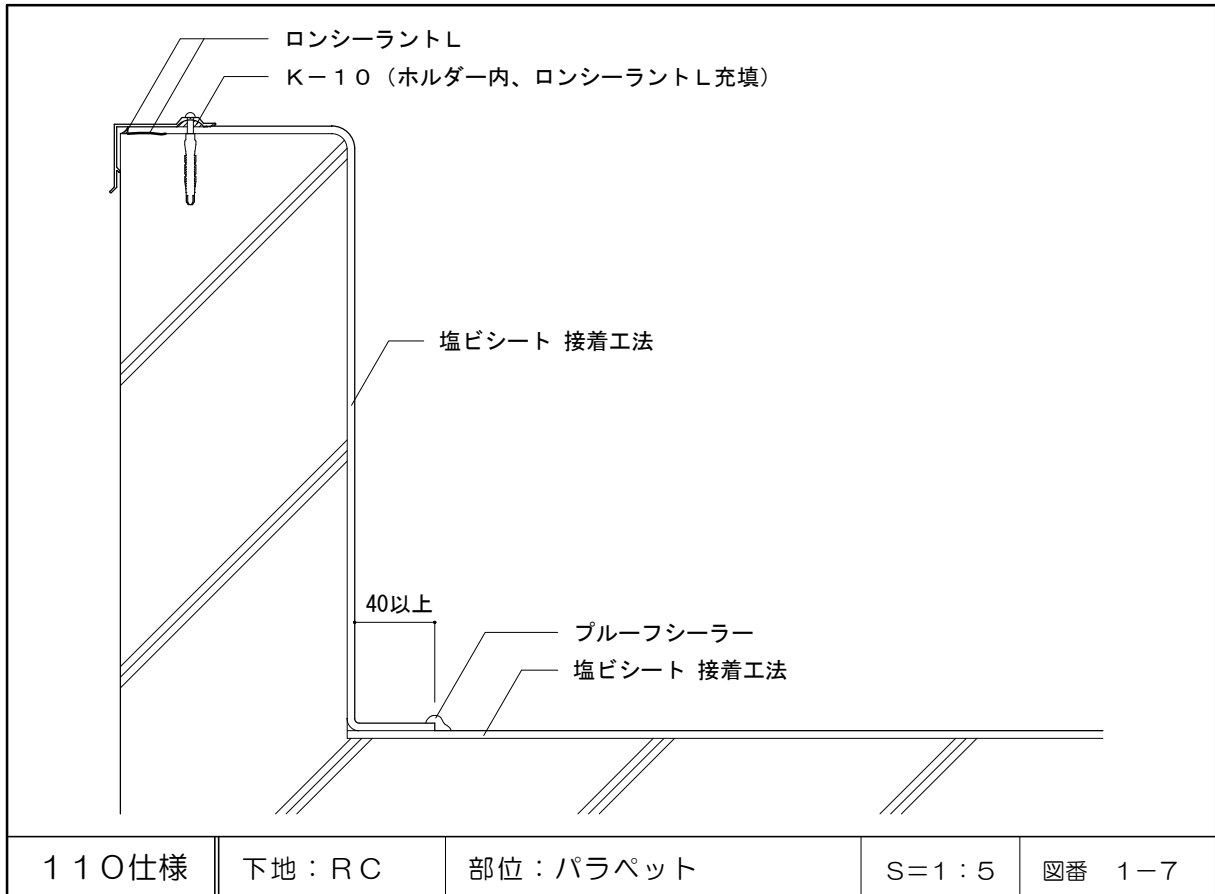 ロンシーラントL
K−10(ホルダー内、ロンシーラントL充填)
塩ビシート 接着工法
40以上
プルーフシーラー
塩ビシート 接着工法
110仕様 下地:RC 部位:パラペット S=1:5 図番 1−7